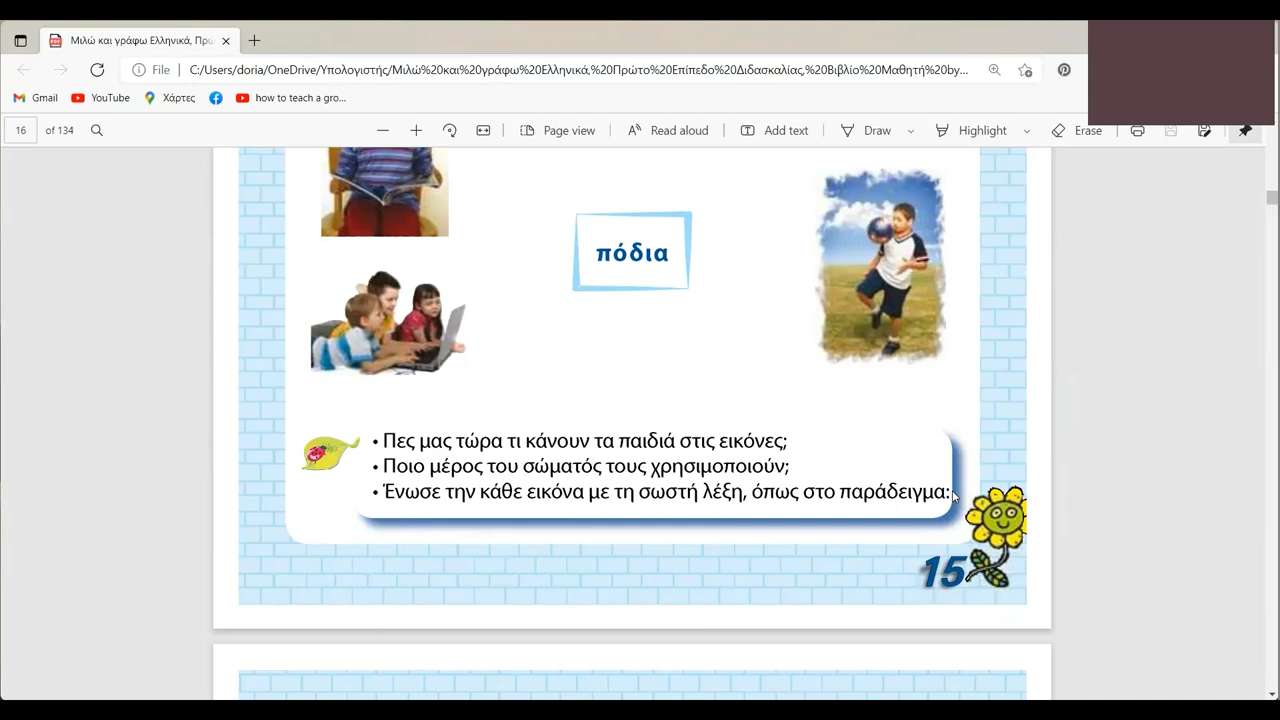 Μιλώ και γράφω Ελληνικά, Πρώ
File
C:/Users/doria/OneDrive/Υπολογιστής/Μιλώ%20και%20γράφω%20Ελληνικά,%20Πρώτο%20Επίπεδο%20Διδασκαλίας,%20Βιβλίο%20Μαθητή%20by...
Gmail
YouTube
Χάρτες
how to teach a gro...
16 of 134
Page view
Read aloud
Add text
Draw
Highlight
Erase
πόδια
• Πες μας τώρα τι κάνουν τα παιδιά στις εικόνες;
• Ποιο μέρος του σώματός τους χρησιμοποιούν;
• Ένωσε την κάθε εικόνα με τη σωστή λέξη, όπως στο παράδειγμα:
15